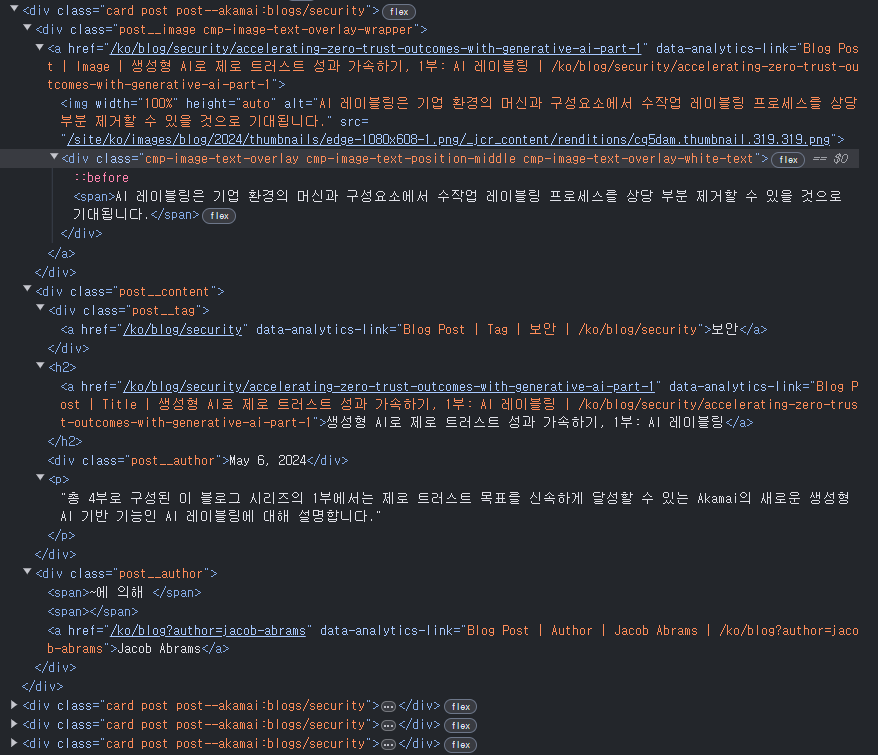 <div class="card post post--akamai:blogs/security"> flex
<div class="post__image cmp-image-text-overlay-wrapper">
<a href="/ko/blog/security/accelerating-zero-trust-outcomes-with-generative-ai-part-1" data-analytics-link="Blog Pos
t | Image | 생성형 AI로 제로 트러스트 성과 가속하기, 1부: AI 레이블링 | /ko/blog/security/accelerating-zero-trust-ou
tcomes-with-generative-ai-part-1">
<img width="100%" height="auto" alt="AI 레이블링은 기업 환경의 머신과 구성요소에서 수작업 레이블링 프로세스를 상당
부분 제거할 수 있을 것으로 기대됩니다." src=
"/site/ko/images/blog/2024/thumbnails/edge-1080x608-1.png/_jcr_content/renditions/cq5dam.thumbnail.319.319.png">
<div class="cmp-image-text-overlay cmp-image-text-position-middle cmp-image-text-overlay-white-text"> flex == $0
::before
<span>AI 레이블링은 기업 환경의 머신과 구성요소에서 수작업 레이블링 프로세스를 상당 부분 제거할 수 있을 것으로
기대됩니다.</span> flex
</div>
</a>
</div>
<div class="post__content">
<div class="post__tag">
<a href="/ko/blog/security" data-analytics-link="Blog Post | Tag | 보안 | /ko/blog/security">보안</a>
</div>
<h2>
<a href="/ko/blog/security/accelerating-zero-trust-outcomes-with-generative-ai-part-1" data-analytics-link="Blog P
ost | Title | 생성형 AI로 제로 트러스트 성과 가속하기, 1부: AI 레이블링 | /ko/blog/security/accelerating-zero-trus
t-outcomes-with-generative-ai-part-1">생성형 AI로 제로 트러스트 성과 가속하기, 1부: AI 레이블링</a>
</h2>
<div class="post__author">May 6, 2024</div>
<p>
"총 4부로 구성된 이 블로그 시리즈의 1부에서는 제로 트러스트 목표를 신속하게 달성할 수 있는 Akamai의 새로운 생성형
AI 기반 기능인 AI 레이블링에 대해 설명합니다."
</p>
</div>
<div class="post__author">
<span>~에 의해 </span>
<span></span>
<a href="/ko/blog?author=jacob-abrams" data-analytics-link="Blog Post | Author | Jacob Abrams | /ko/blog?author=jaco
b-abrams">Jacob Abrams</a>
</div>
</div>
<div class="card post post--akamai:blogs/security">…</div> flex
<div class="card post post--akamai:blogs/security">…</div> flex
<div class="card post post--akamai:blogs/security">…</div> flex